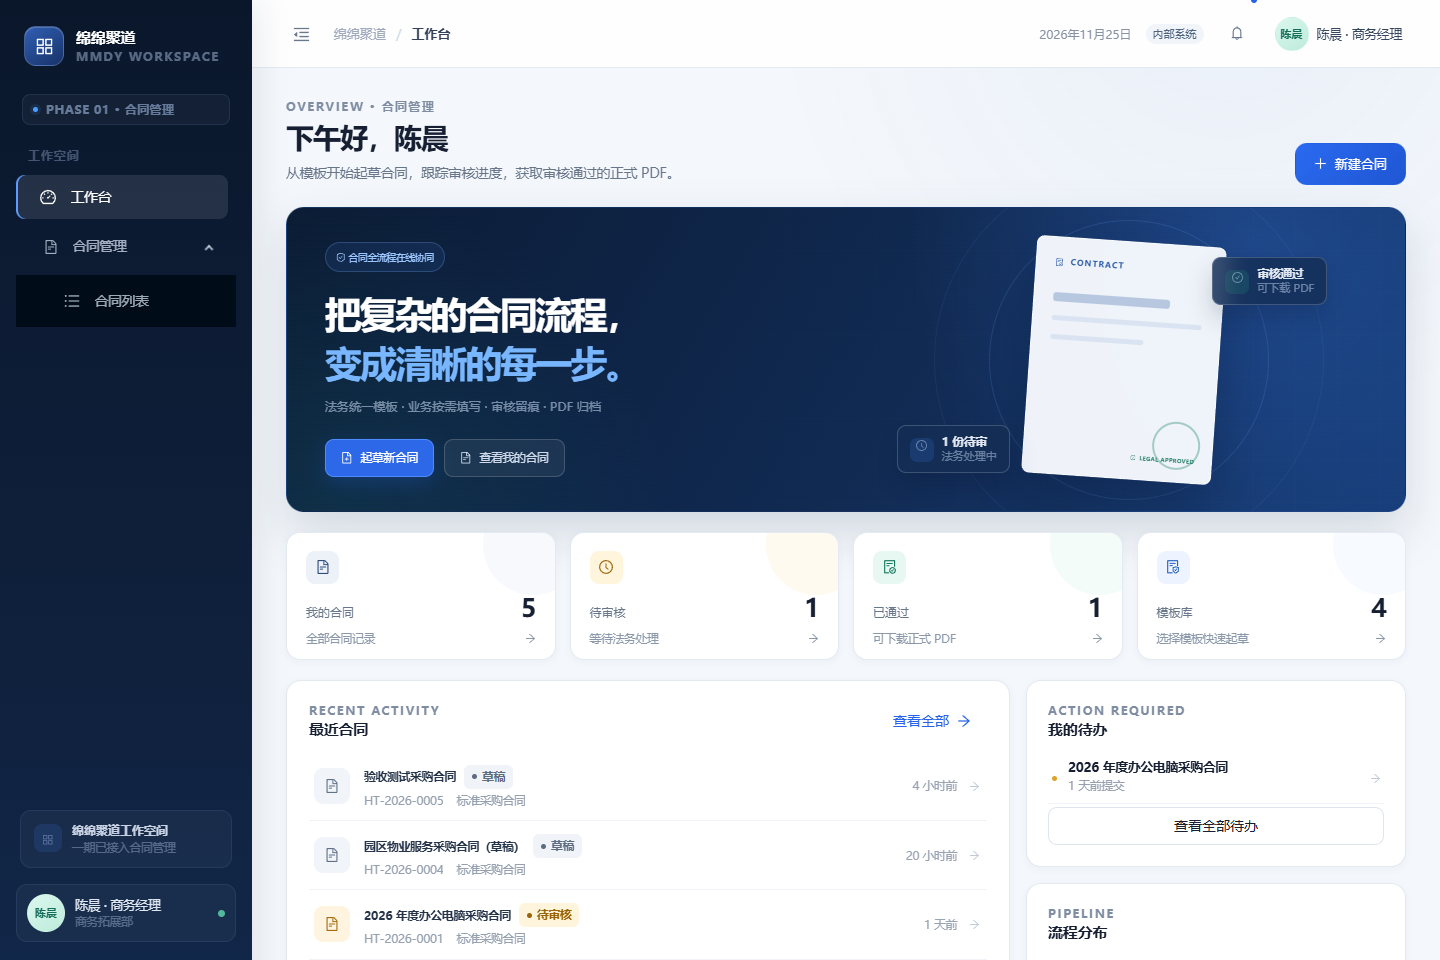 绵绵聚道
MMDY WORKSPACE
PHASE 01 • 合同管理
工作空间
工作台
合同管理
合同列表
绵绵聚道工作空间
一期已接入合同管理
陈晨
陈晨 · 商务经理
商务拓展部
绵绵聚道 / 工作台
2026年11月25日
内部系统
陈晨
陈晨 · 商务经理
OVERVIEW • 合同管理
下午好，陈晨
从模板开始起草合同，跟踪审核进度，获取审核通过的正式 PDF。
新建合同
合同全流程在线协同
把复杂的合同流程，
变成清晰的每一步。
法务统一模板 · 业务按需填写 · 审核留痕 · PDF 归档
起草新合同
查看我的合同
CONTRACT
审核通过
可下载 PDF
1 份待审
法务处理中
LEGAL APPROVED
我的合同
5
全部合同记录
待审核
1
等待法务处理
已通过
1
可下载正式 PDF
模板库
4
选择模板快速起草
RECENT ACTIVITY
最近合同
查看全部
验收测试采购合同
草稿
HT-2026-0005 标准采购合同
4 小时前
园区物业服务采购合同（草稿）
草稿
HT-2026-0004 标准采购合同
20 小时前
2026 年度办公电脑采购合同
待审核
HT-2026-0001 标准采购合同
1 天前
ACTION REQUIRED
我的待办
2026 年度办公电脑采购合同
1 天前提交
查看全部待办
PIPELINE
流程分布